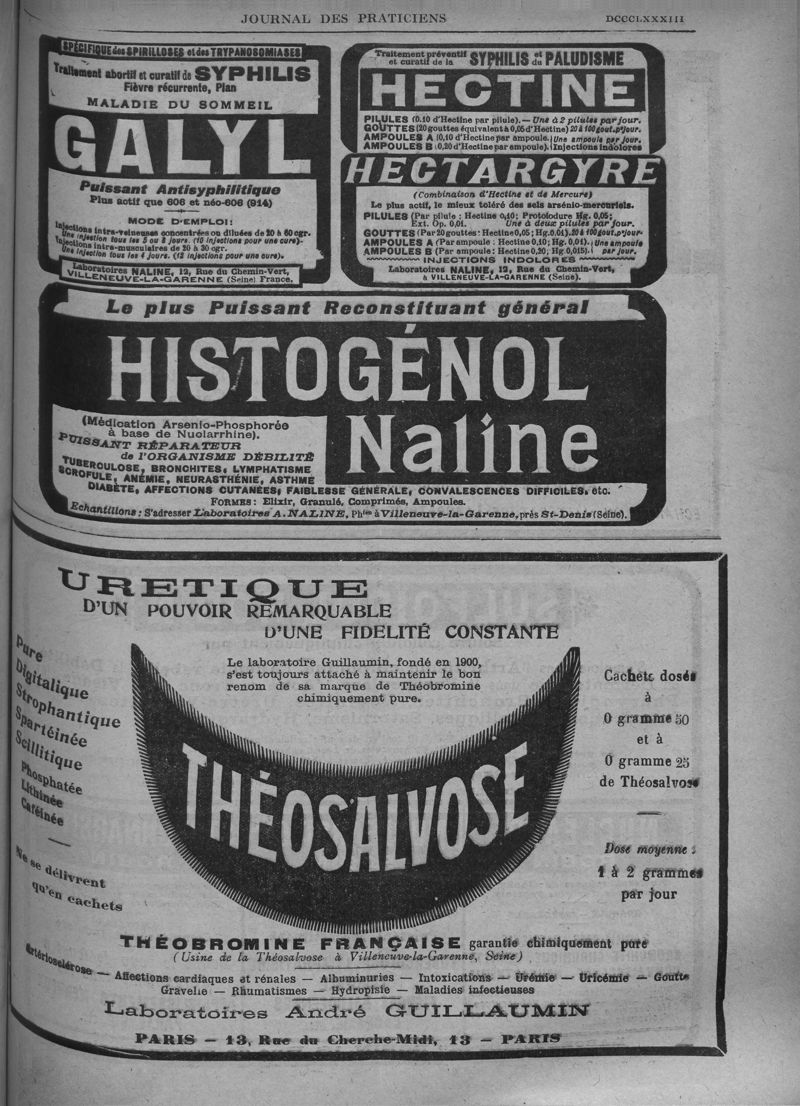 JOURNAL DES PRATICIENS
DCCCLXXXIII
SPÉCIFIQUE des SPIRILLOSES et des TRYPANOSOMIASES
Traitement abortif et curatif de SYPHILIS
Fièvre récurrente, Pian
MALADIE DU SOMMEIL
GALYL
Puissant Antisyphilitique
Plus actif que 606 et néo-606 (914)
MODE D'EMPLOI:
Injections intra-veineuses concentrées ou diluées de 20 à 60 cgr.
Une injection tous les 5 ou 8 jours. (10 injections pour une cure)-
Injections intra-musculaires de 20 à 30 cgr.
Une injection tous les 4 jours. (12 injections pour une cure).
Laboratoires NALINE, 12, Rue du Chemin-Vert,
VILLENEUVE-LA-GARENNE (Seine) France.
Traitement préventif et curatif de la SYPHILIS et du PALUDISME
HECTINE
PILULES (0.10 d'Hectine par pilule).— Une à 2 pilules par jour.
GOUTTES (20 gouttes équivalent à 0,05 d'Hectine) 20 à 100 gout. p. jour.
AMPOULES A (0,10 d'Hectine par ampoule). Une ampoule par jour.
AMPOULES B (0,20 d'Hectine par ampoule). Injections indolores
HECTARGYRE
(Combinaison d'Hectine et de Mercure)
Le plus actif, le mieux toléré des sels arsénio-mercuriels.
PILULES (Par pilule : Hectine 0,10; Protoiodure Hg. 0,05;
Ext. Op. 0,01. Une à deux pilules par jour.
GOUTTES (Par 20 gouttes: Hectine 0,05 ; Hg. 0.01). 20 à 100 gout. p. jour.
AMPOULES A (Par ampoule : Hectine 0,10; Hg. 0,01). Une ampoule
AMPOULES B (Par ampoule: Hectine 0,20; Hg. 0,015). par jour.
INJECTIONS INDOLORES
Laboratoires NALINE, 12, Rue du Chemin-Vert,
à VILLENEUVE-LA-GARENNE (Seine).
Le plus Puissant Reconstituant général
HISTOGÉNOL
Naline
(Médication Arsenio-Phosphorée
à base de Nuclarrhine).
PUISSANT RÉPARATEUR
de l'ORGANISME DÉBILITÉ
TUBERCULOSE, BRONCHITES, LYMPHATISME
SCROFULE, ANÉMIE, NEURASTHÉNIE, ASTHME
DIABÈTE, AFFECTIONS CUTANÉES, FAIBLESSE GÉNÉRALE, CONVALESCENCES DIFFICILES, etc.
FORMES: Elixir, Granulé, Comprimés, Ampoules.
Echantillons : S'adresser Laboratoires A. NALINE, Phien à Villeneuve-la-Garenne, près St-Denis (Seine).
URETIQUE
D'UN POUVOIR REMARQUABLE
D'UNE FIDELITÉ CONSTANTE
Le laboratoire Guillaumin, fondé en 1900,
s'est toujours attaché à maintenir le bon
renom de sa marque de Théobromine
chimiquement pure.
Pure
Digitalique
Strophantique
Spartéinée
Scillitique
Phosphatée
Lithinée
Caféinée
Ne se délivrent
qu'en cachets
THÉOSALVOSE
Cachets dosés
à
0 gramme 50
et à
0 gramme 25
de Théosalvose
Dose moyenne :
1 à 2 grammes
par jour
THÉOBROMINE FRANÇAISE garantie chimiquement pure
(Usine de la Théosalvose à Villeneuve-la-Garenne, Seine)
Artériosclérose — Affections cardiaques et rénales — Albuminuries — Intoxications — Urémie — Uricémie — Goutte
Gravelle — Rhumatismes — Hydropisie — Maladies infectieuses
Laboratoires André GUILLAUMIN
PARIS — 13, Rue du Cherche-Midi, 13 — PARIS